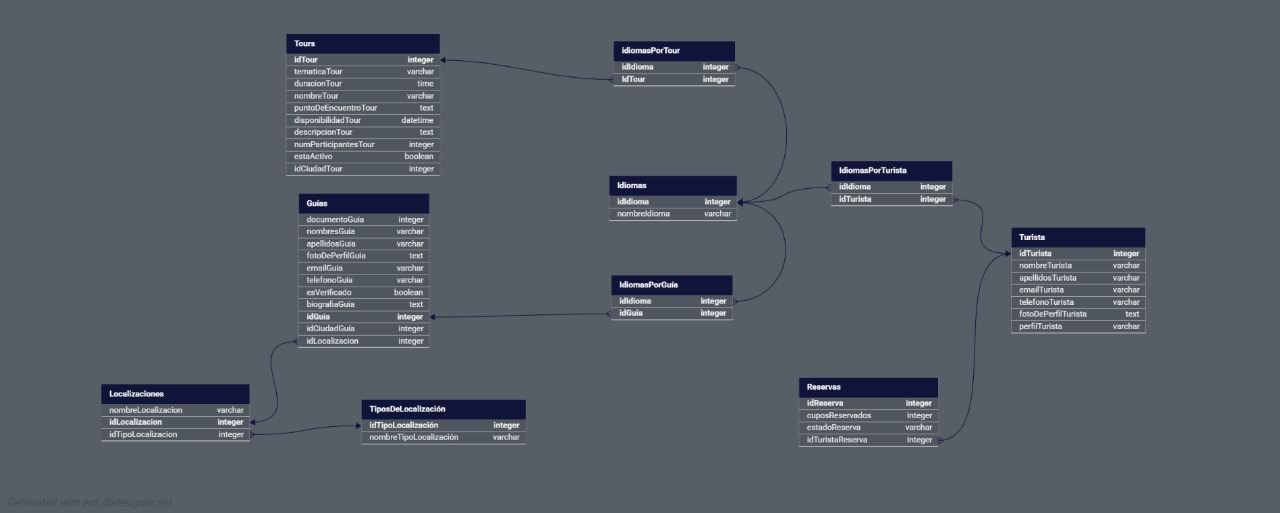 Tours
idTour integer
tematicaTour varchar
duracionTour time
nombreTour varchar
puntoDeEncuentroTour text
disponibilidadTour datetime
descripcionTour text
numParticipantesTour integer
estaActivo boolean
idCiudadTour integer
idiomasPorTour
idIdioma integer
IdTour integer
Idiomas
idIdioma integer
nombreIdioma varchar
IdiomasPorTurista
idIdioma integer
idTurista integer
Guías
documentoGuia integer
nombresGuia varchar
apellidosGuia varchar
fotoDePerfilGuia text
emailGuia varchar
telefonoGuia varchar
esVerificado boolean
biografiaGuia text
idGuia integer
idCiudadGuia integer
idLocalizacion integer
IdiomasPorGuía
idIdioma integer
idGuia integer
Turista
idTurista integer
nombreTurista varchar
apellidosTurista varchar
emailTurista varchar
telefonoTurista varchar
fotoDePerfilTurista text
perfilTurista varchar
Localizaciones
nombreLocalizacion varchar
idLocalizacion integer
idTipoLocalizacion integer
TiposDeLocalización
idTipoLocalización integer
nombreTipoLocalización varchar
Reservas
idReserva integer
cuposReservados integer
estadoReserva varchar
idTuristaReserva integer
Generated with erd.dbdesigner.net